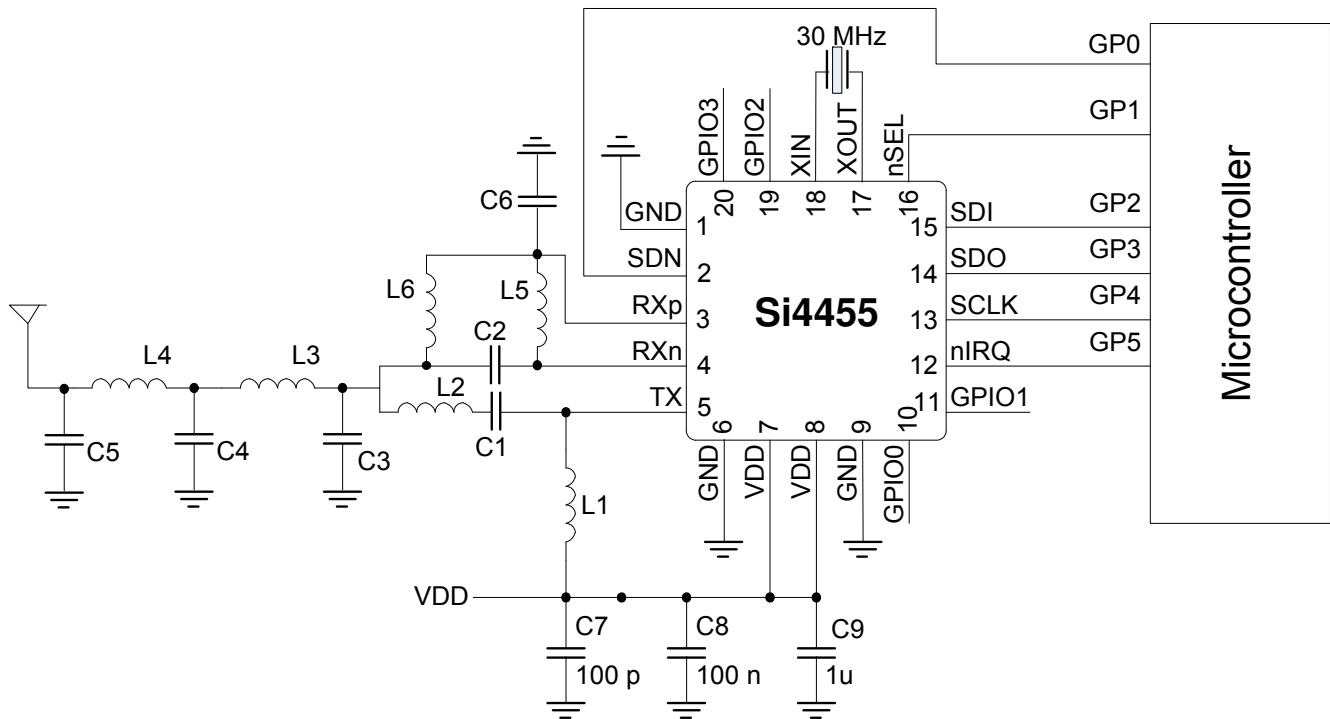 30 MHz
GP0
GP1
GPIO3
GPIO2
XIN
XOUT
nSEL
C6
GND
1
20
19
18
17
16
15
SDI
GP2
SDN
2
14
SDO
GP3
L6
L5
RXp
3
Si4455
13
SCLK
GP4
C2
RXn
4
12
nIRQ
GP5
L4
L3
L2
TX
5
11
GPIO1
C1
6
7
8
9
10
C5
C4
C3
GND
VDD
VDD
GND
GPIO0
L1
Microcontroller
VDD
C7
100 p
C8
100 n
C9
1u